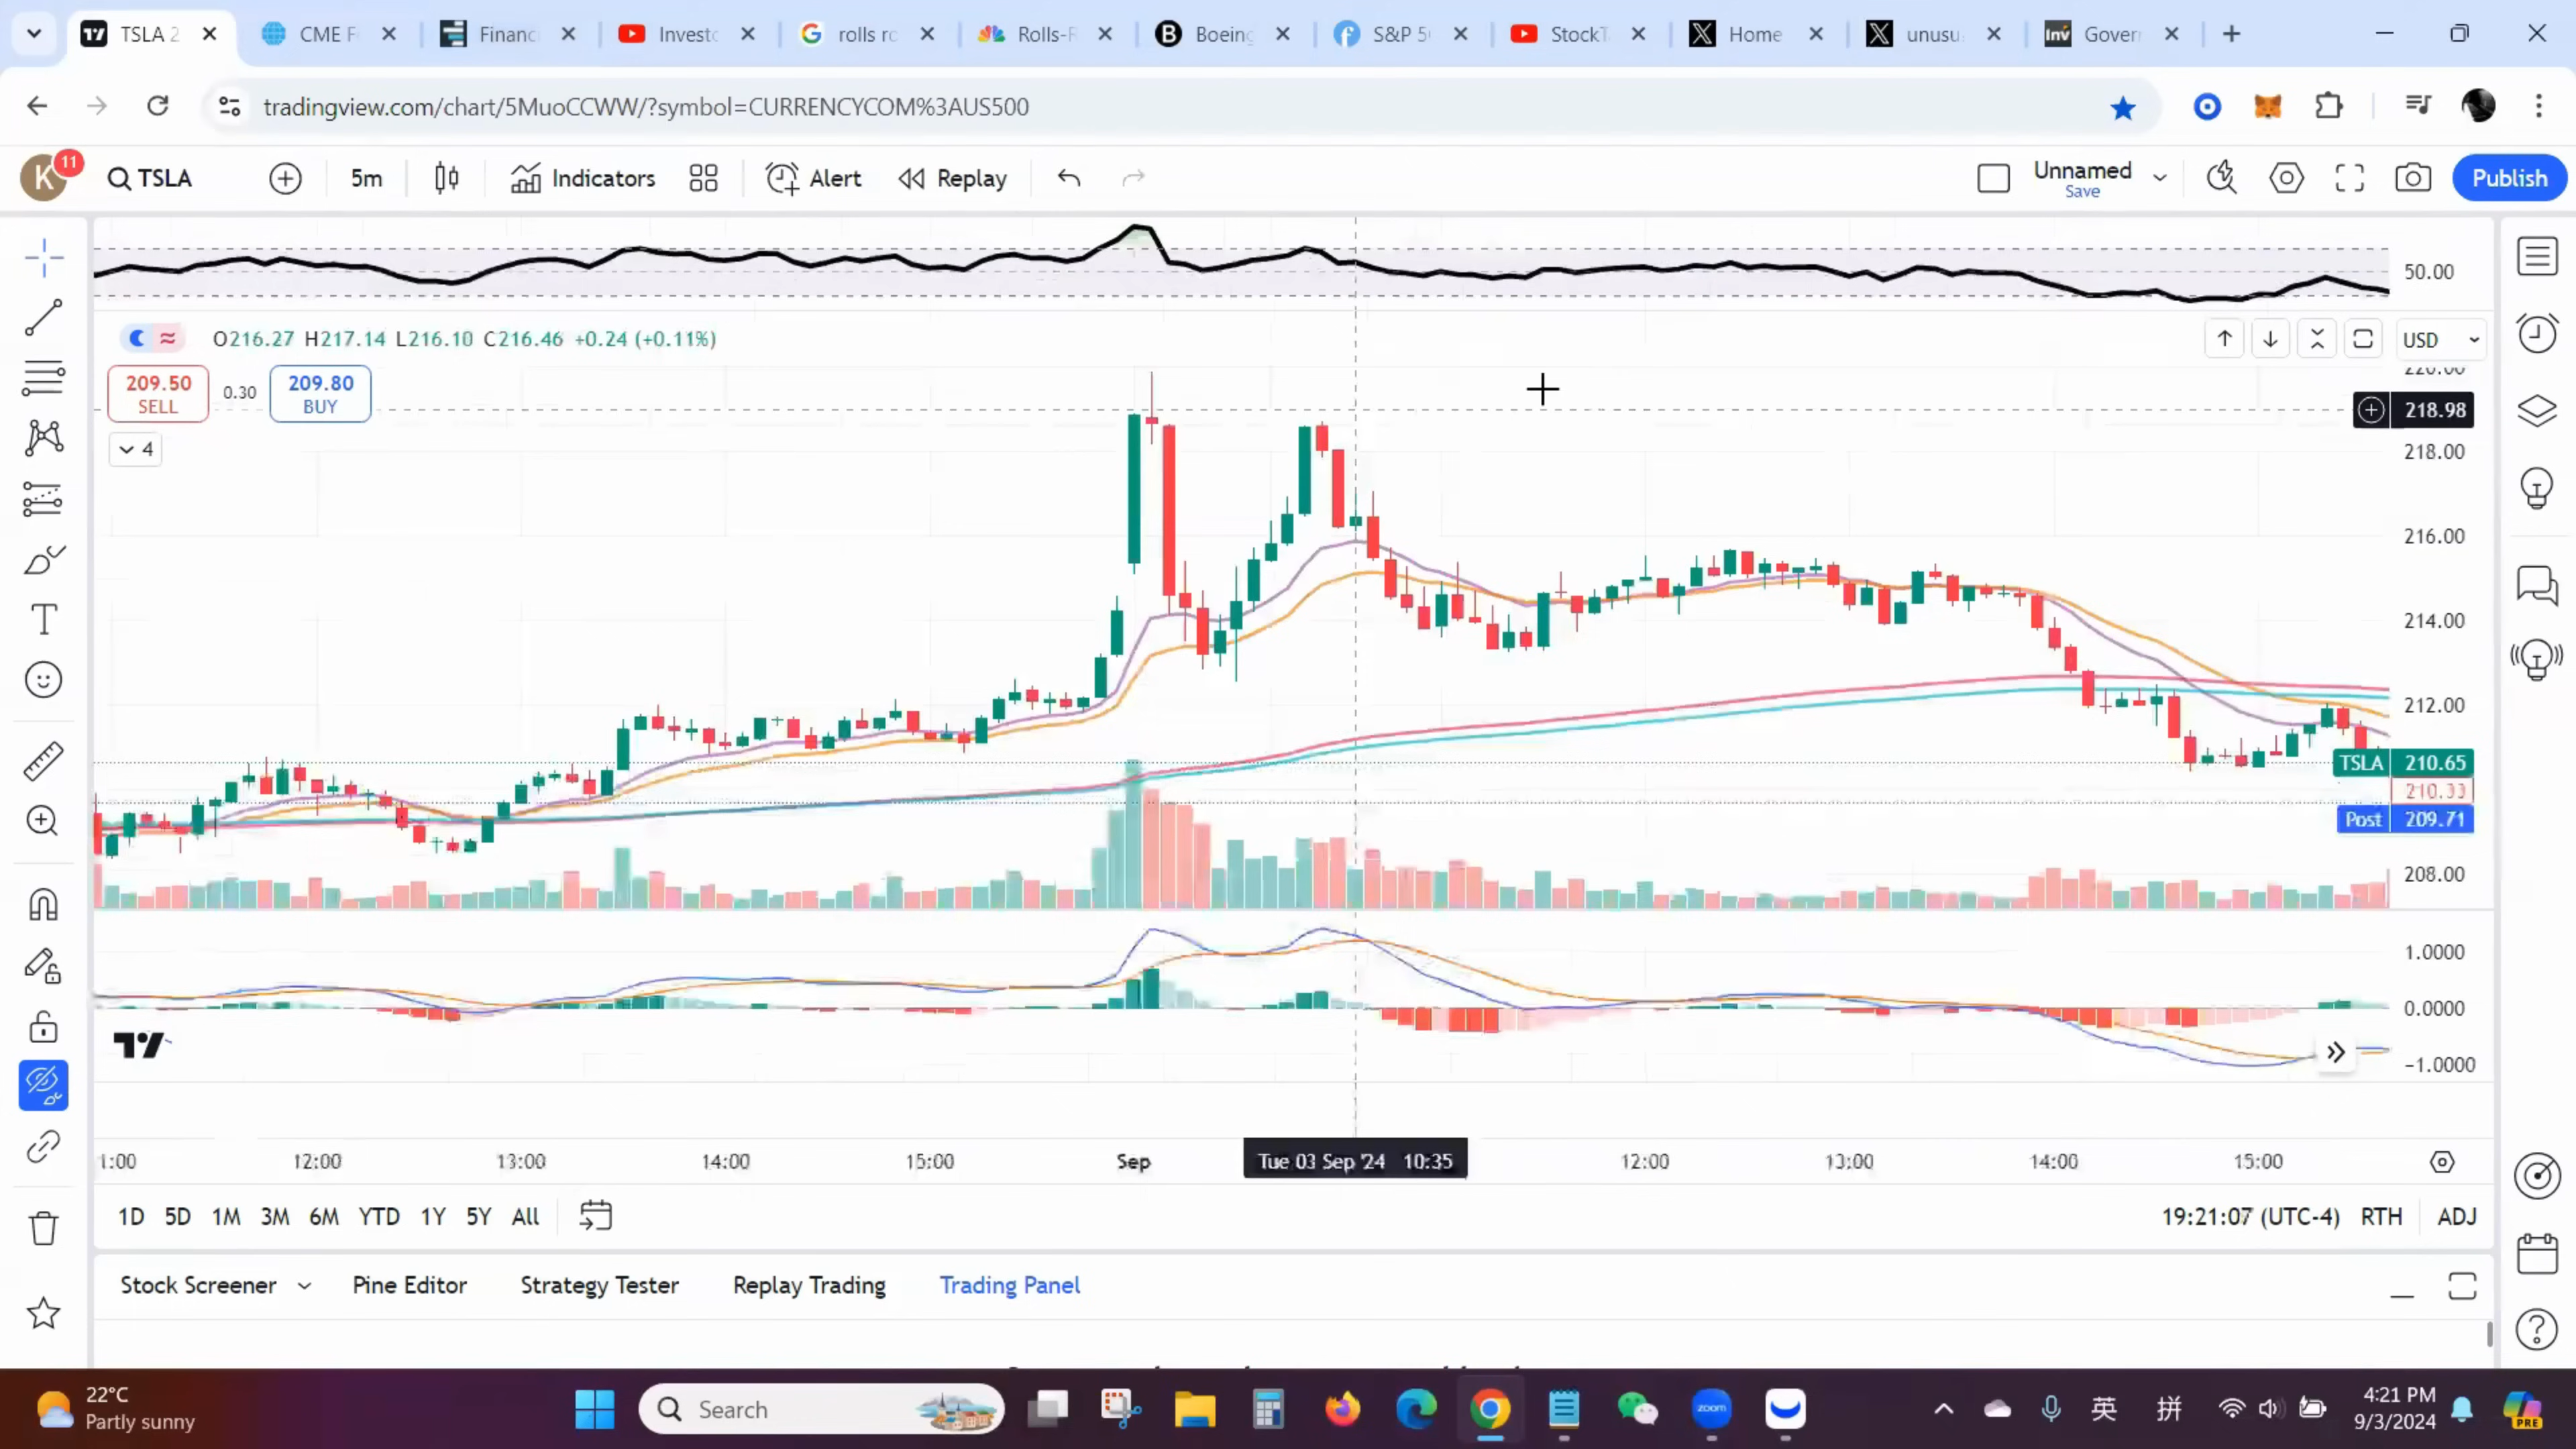 TSLA 2
CME F
Financ
Investo
rolls ro
Rolls-R
Boeing
S&P 5
StockT
Home
unusu
Gover
tradingview.com/chart/5MuoCCWW/?symbol=CURRENCYCOM%3AUS500
K 11
TSLA
5m
Indicators
Alert
Replay
Unnamed
Save
Publish
50.00
O216.27 H217.14 L216.10 C216.46 +0.24 (+0.11%)
USD
220.00
209.50
SELL
0.30
209.80
BUY
218.98
4
218.00
216.00
214.00
212.00
TSLA 210.65
210.33
Post 209.71
208.00
1.0000
0.0000
−1.0000
1:00
12:00
13:00
14:00
15:00
Sep
Tue 03 Sep '24 10:35
12:00
13:00
14:00
15:00
1D 5D 1M 3M 6M YTD 1Y 5Y All
19:21:07 (UTC-4) RTH ADJ
Stock Screener
Pine Editor
Strategy Tester
Replay Trading
Trading Panel
22°C
Partly sunny
Search
zoom
英
拼
4:21 PM
9/3/2024
PRE